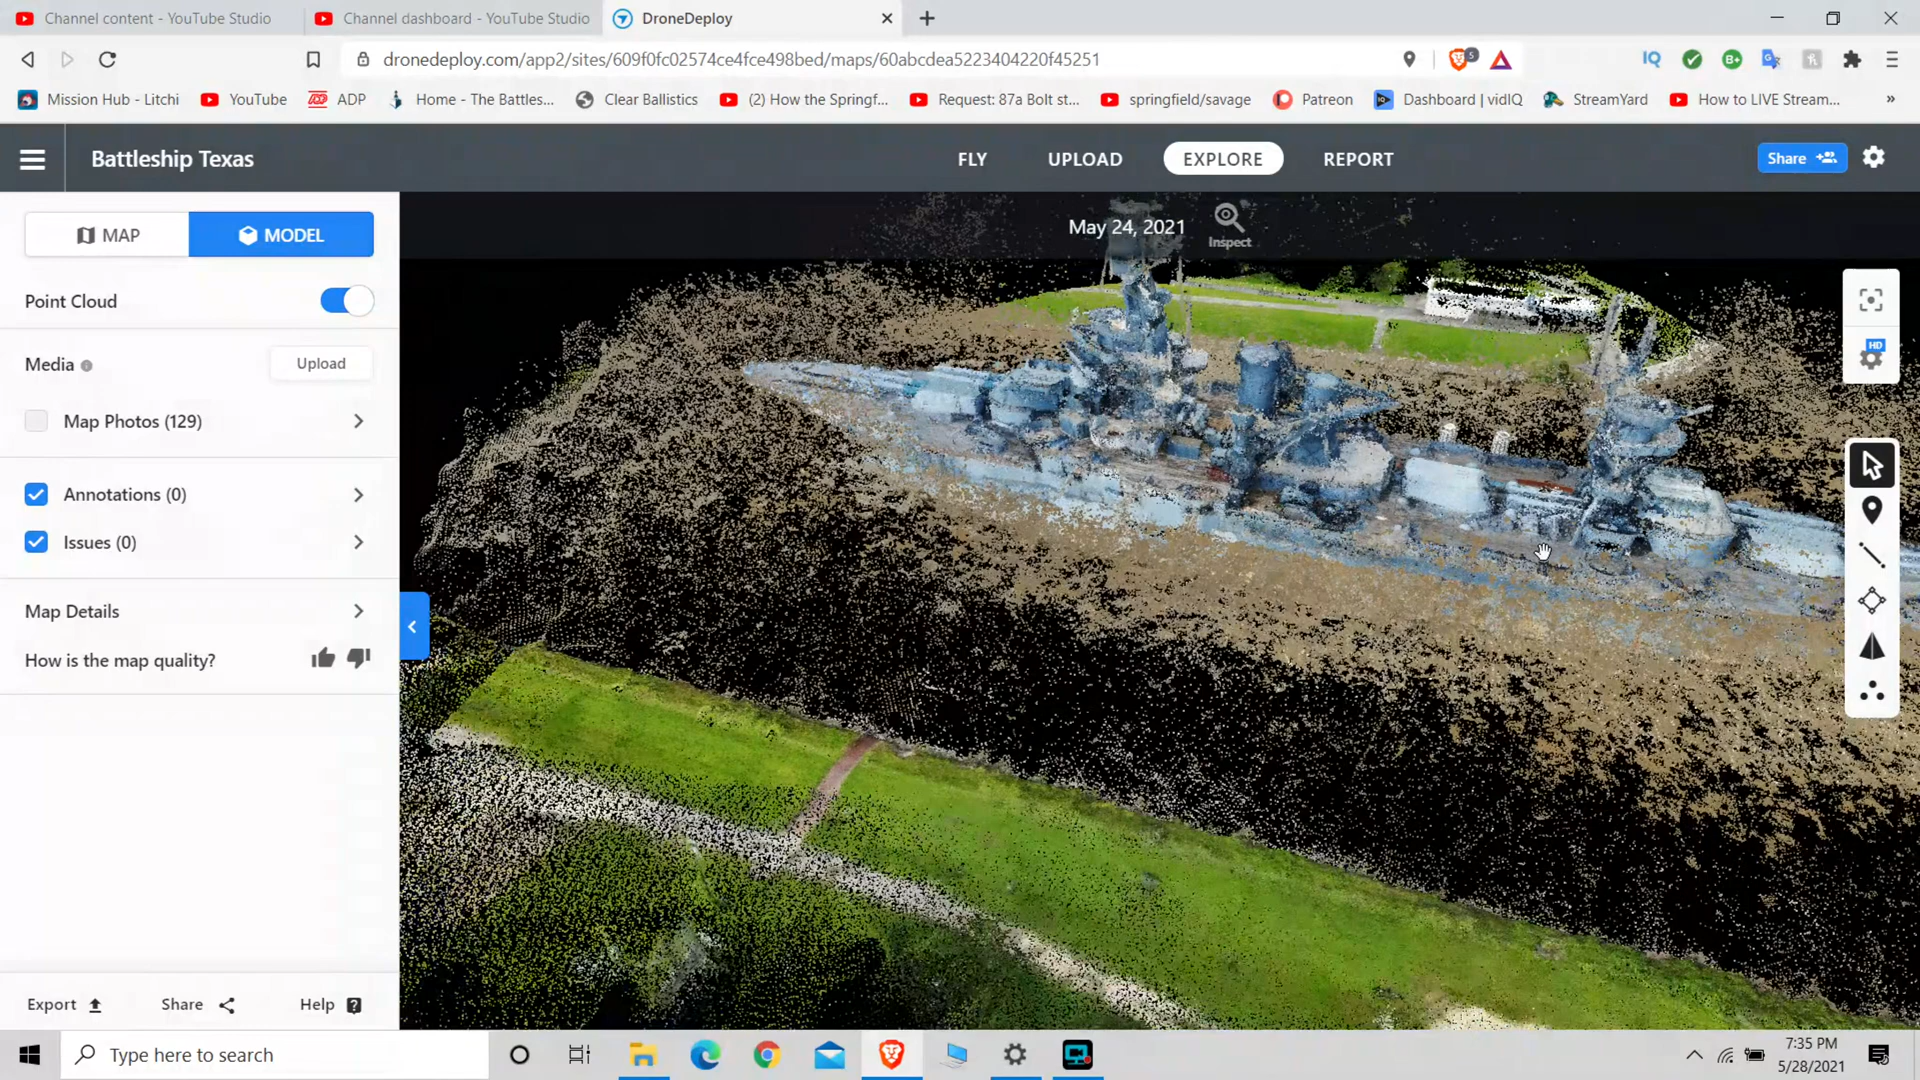 Channel content - YouTube Studio
Channel dashboard - YouTube Studio
DroneDeploy
dronedeploy.com/app2/sites/609f0fc02574ce4fce498bed/maps/60abcdea5223404220f45251
5
IQ
B+
Mission Hub - Litchi
YouTube
ADP
Home - The Battles...
Clear Ballistics
(2) How the Springf...
Request: 87a Bolt st...
springfield/savage
Patreon
Dashboard | vidIQ
StreamYard
How to LIVE Stream...
»
Battleship Texas
FLY
UPLOAD
EXPLORE
REPORT
Share
MAP
MODEL
May 24, 2021
Inspect
Point Cloud
HD
Media
Upload
Map Photos (129)
Annotations (0)
Issues (0)
Map Details
How is the map quality?
Export
Share
Help
Type here to search
7:35 PM
5/28/2021